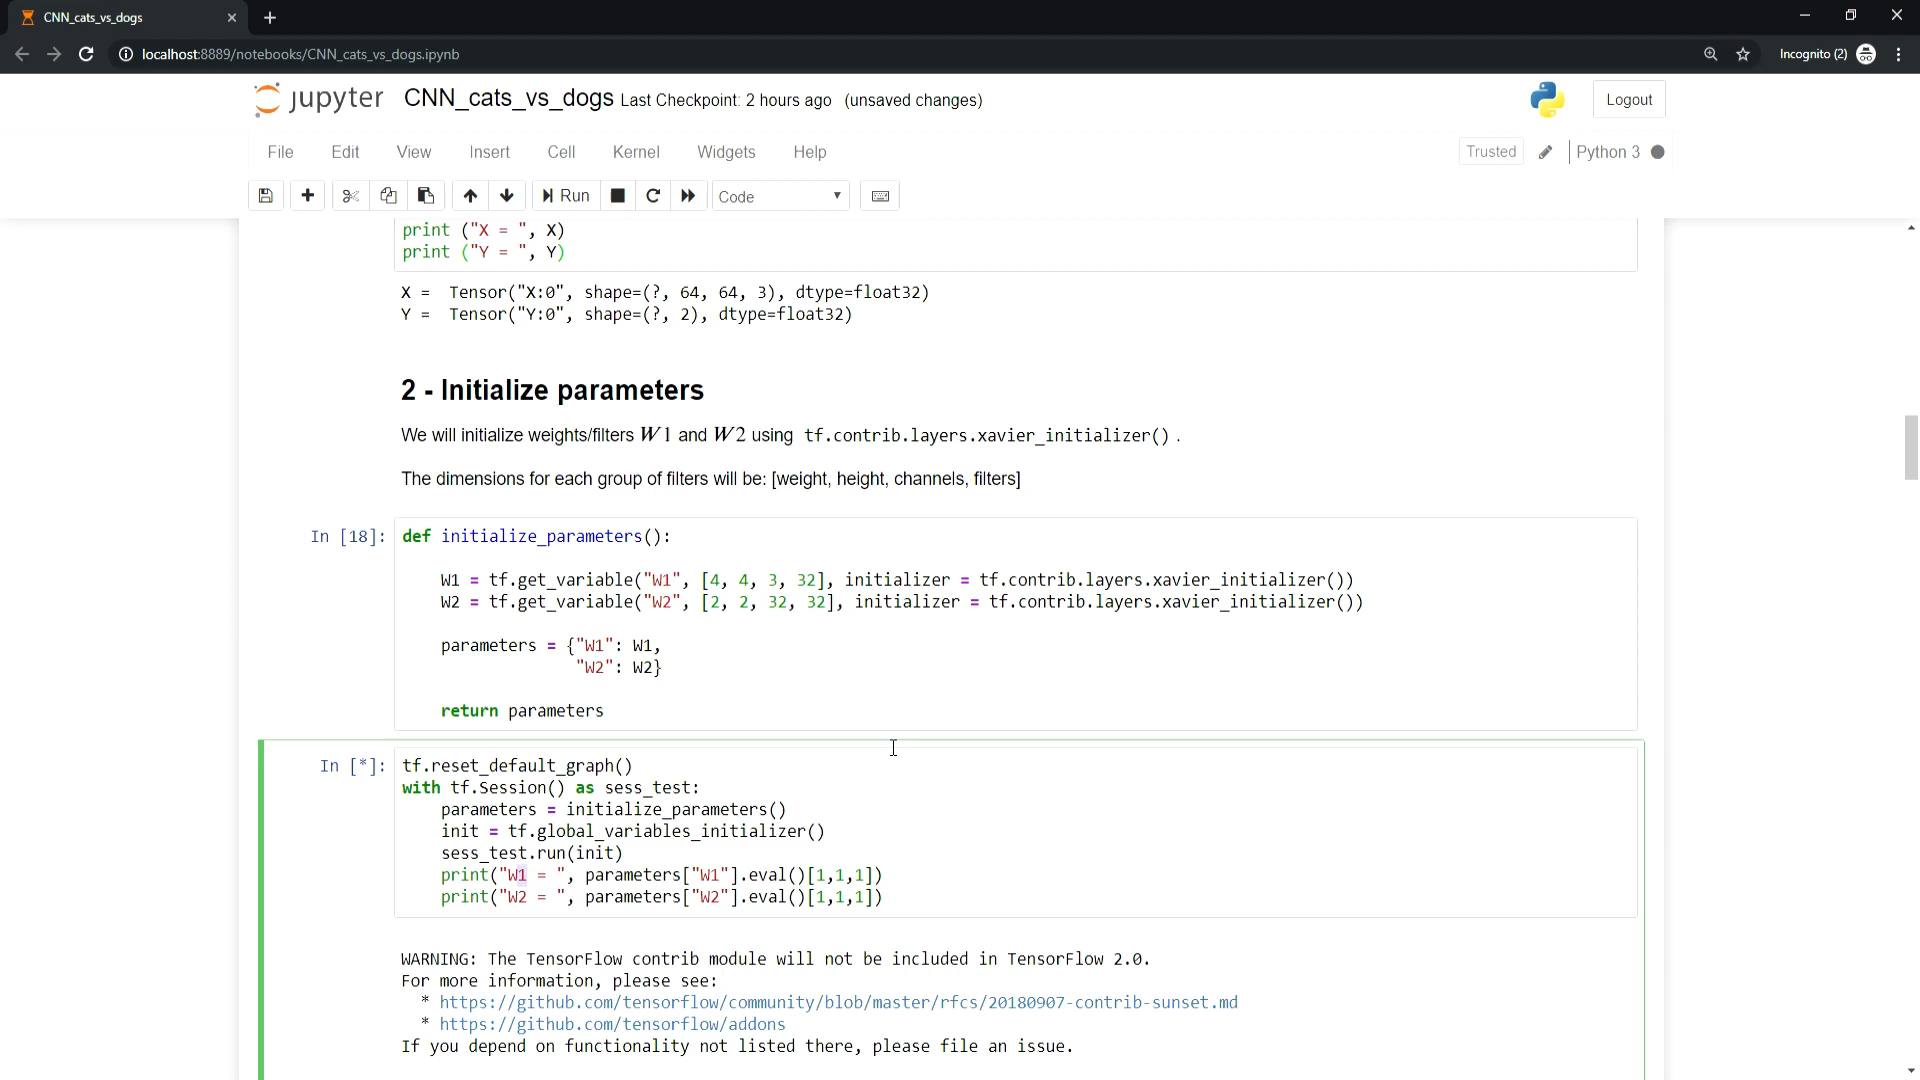 CNN_cats_vs_dogs
localhost:8889/notebooks/CNN_cats_vs_dogs.ipynb
Incognito (2)
jupyter CNN_cats_vs_dogs Last Checkpoint: 2 hours ago (unsaved changes)
Logout
File Edit View Insert Cell Kernel Widgets Help
Trusted Python 3
Run Code
print ("X = ", X)
print ("Y = ", Y)
X =  Tensor("X:0", shape=(?, 64, 64, 3), dtype=float32)
Y =  Tensor("Y:0", shape=(?, 2), dtype=float32)
2 - Initialize parameters
We will initialize weights/filters W1 and W2 using tf.contrib.layers.xavier_initializer() .
The dimensions for each group of filters will be: [weight, height, channels, filters]
In [18]: def initialize_parameters():
W1 = tf.get_variable("W1", [4, 4, 3, 32], initializer = tf.contrib.layers.xavier_initializer())
W2 = tf.get_variable("W2", [2, 2, 32, 32], initializer = tf.contrib.layers.xavier_initializer())
parameters = {"W1": W1,
"W2": W2}
return parameters
In [*]: tf.reset_default_graph()
with tf.Session() as sess_test:
parameters = initialize_parameters()
init = tf.global_variables_initializer()
sess_test.run(init)
print("W1 = ", parameters["W1"].eval()[1,1,1])
print("W2 = ", parameters["W2"].eval()[1,1,1])
WARNING: The TensorFlow contrib module will not be included in TensorFlow 2.0.
For more information, please see:
* https://github.com/tensorflow/community/blob/master/rfcs/20180907-contrib-sunset.md
* https://github.com/tensorflow/addons
If you depend on functionality not listed there, please file an issue.